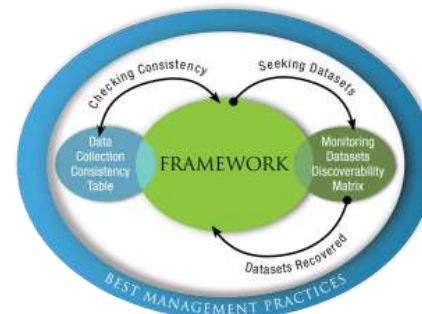 Checking Consistency
Seeking Datasets
Data
Collection
Consistency
Table
FRAMEWORK
Monitoring
Datasets
Discoverability
Matrix
Datasets Recovered
BEST MANAGEMENT PRACTICES